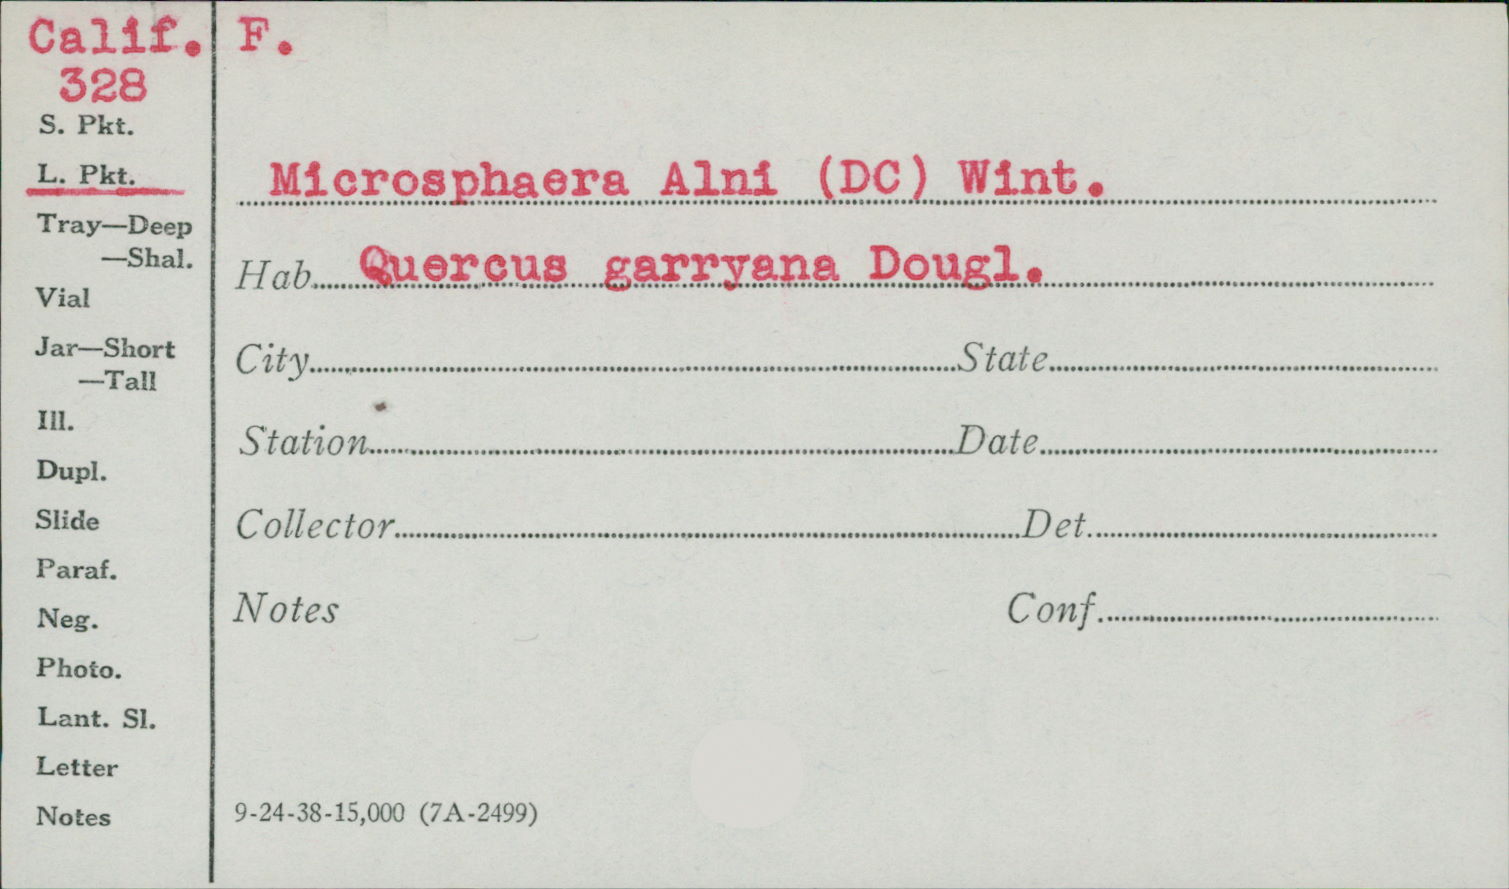 Calif. F.
328
S. Pkt.
L. Pkt.
Tray—Deep
—Shal.
Vial
Jar—Short
—Tall
Ill.
Dupl.
Slide
Paraf.
Neg.
Photo.
Lant. Sl.
Letter
Notes
Microsphaera Alni (DC) Wint.
Hab. Quercus garryana Dougl.
City State
Station Date
Collector Det.
Notes Conf.
9-24-38-15,000 (7A-2499)